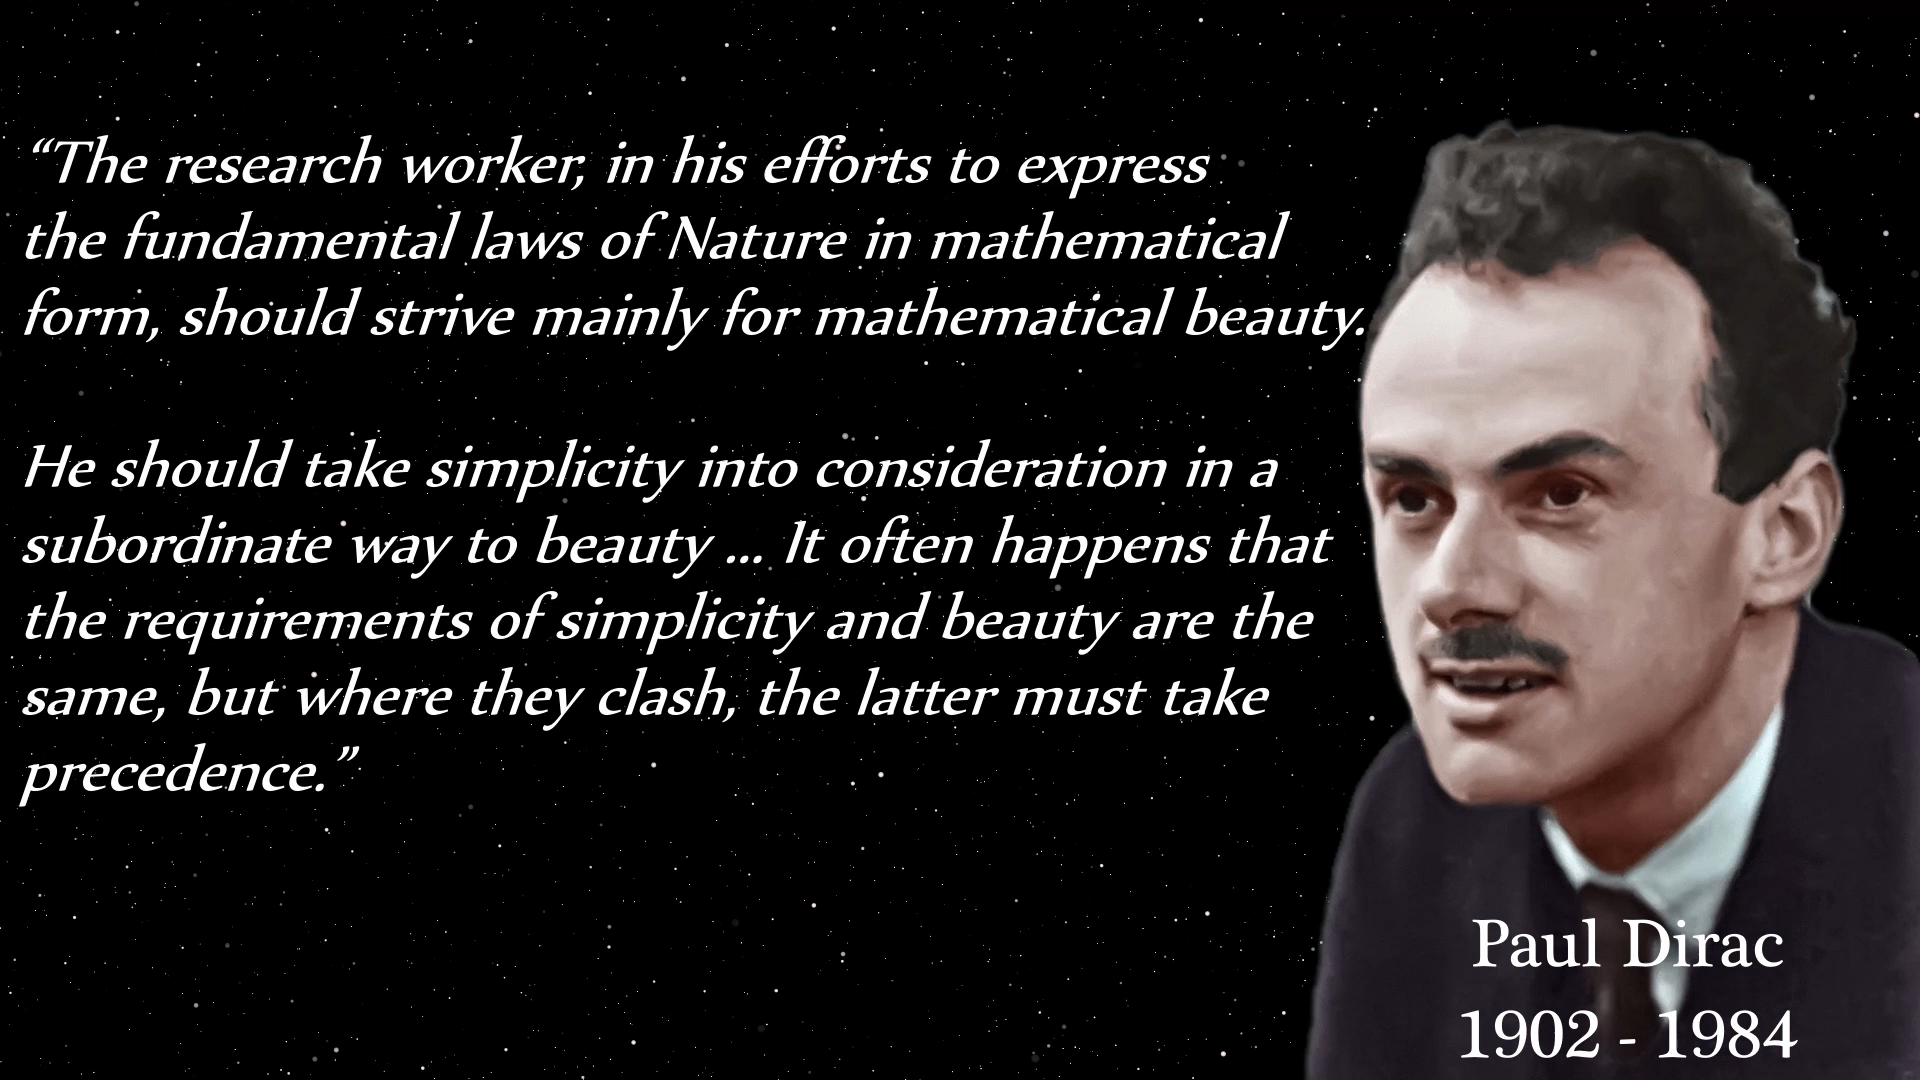 “The research worker, in his efforts to express
the fundamental laws of Nature in mathematical
form, should strive mainly for mathematical beauty.
He should take simplicity into consideration in a
subordinate way to beauty ... It often happens that
the requirements of simplicity and beauty are the
same, but where they clash, the latter must take
precedence.”
Paul Dirac
1902 - 1984